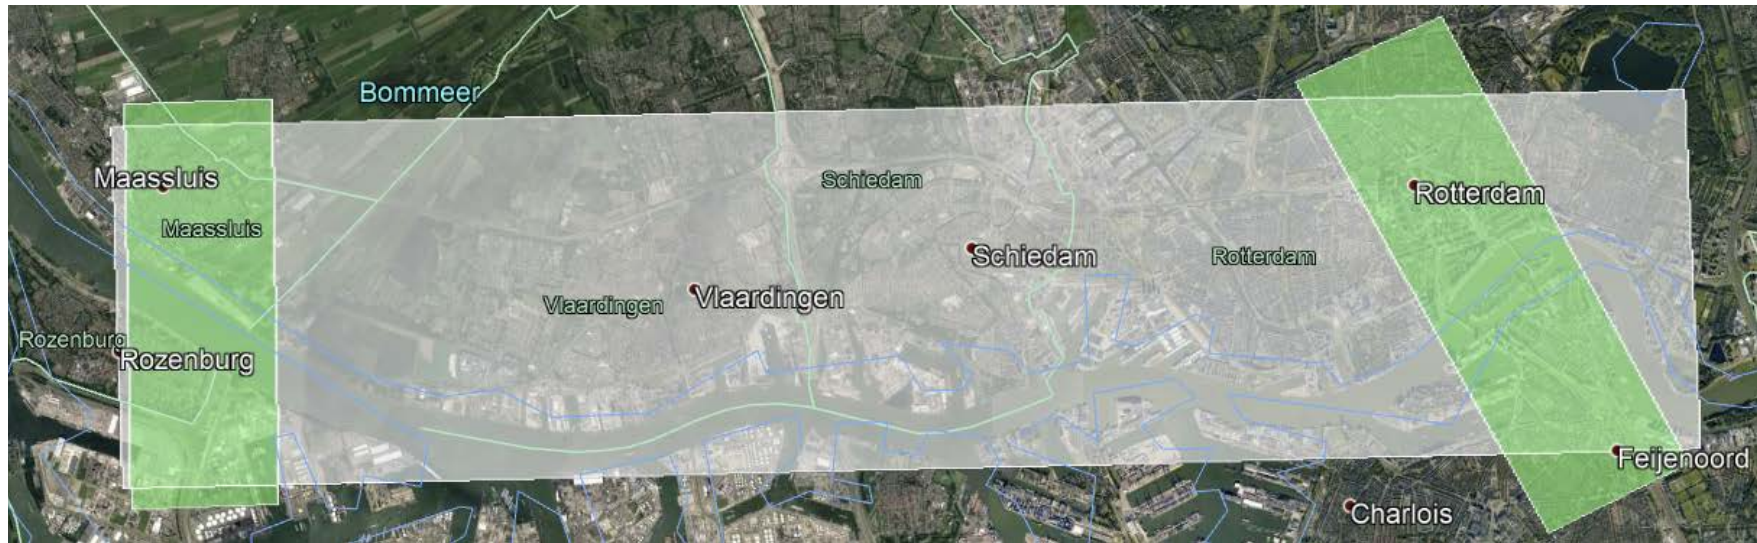 Bommeer
Maassluis
Schiedam
Rotterdam
Maassluis
Schiedam
Rotterdam
Vlaardingen
Vlaardingen
Rozenburg
Rozenburg
Feijenoord
Charlois